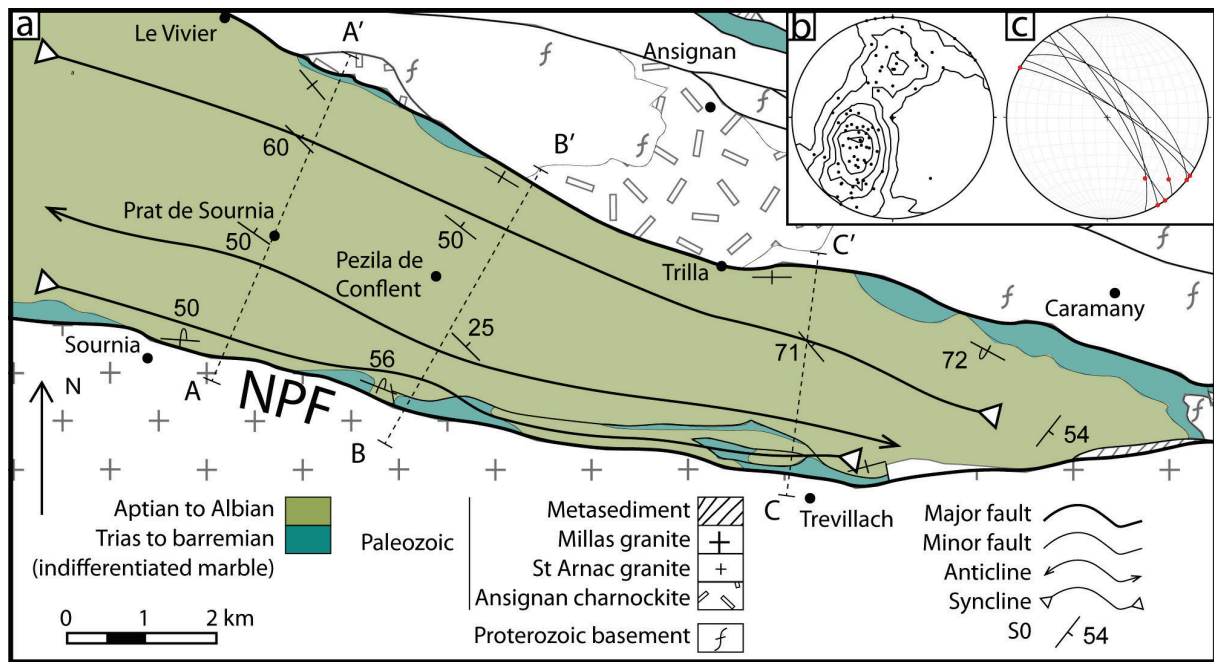 a
b
c
Le Vivier
A'
Ansignan
ƒ
ƒ
ƒ
60
B'
Prat de Sournia
50
50
Pezila de
Conflent
C'
Trilla
ƒ
Caramany
ƒ
50
25
71
72
Sournia
56
N
A
NPF
54
ƒ
B
C
Trevillach
Aptian to Albian
Trias to barremian
(indifferentiated marble)
0 1 2 km
Paleozoic
Metasediment
Millas granite
St Arnac granite
Ansignan charnockite
Proterozoic basement ƒ
Major fault
Minor fault
Anticline
Syncline
S0 54